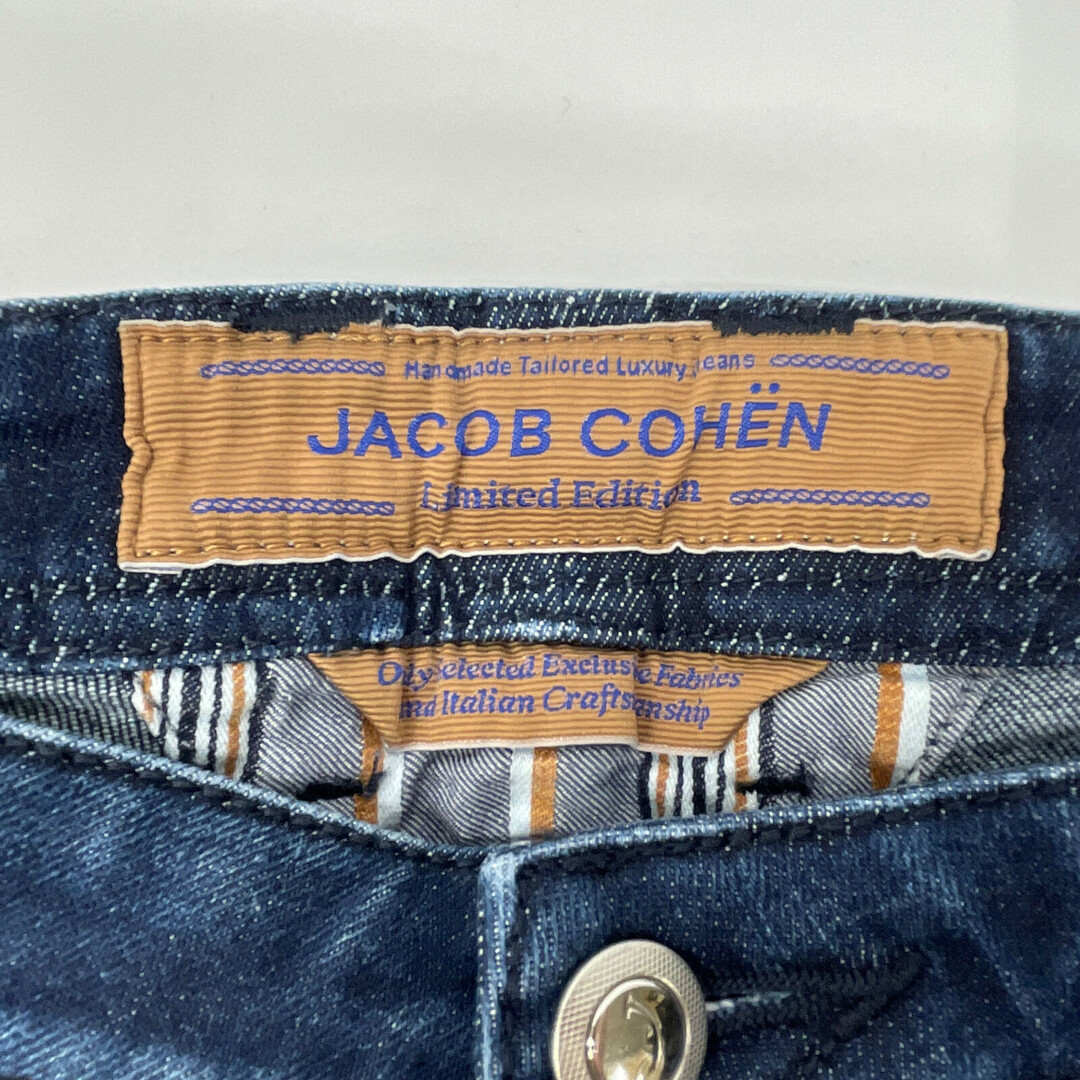 Handmade Tailored Luxury Jeans
JACOB COHËN
Limited Edition
Only Selected Exclusive Fabrics
and Italian Craftsmanship